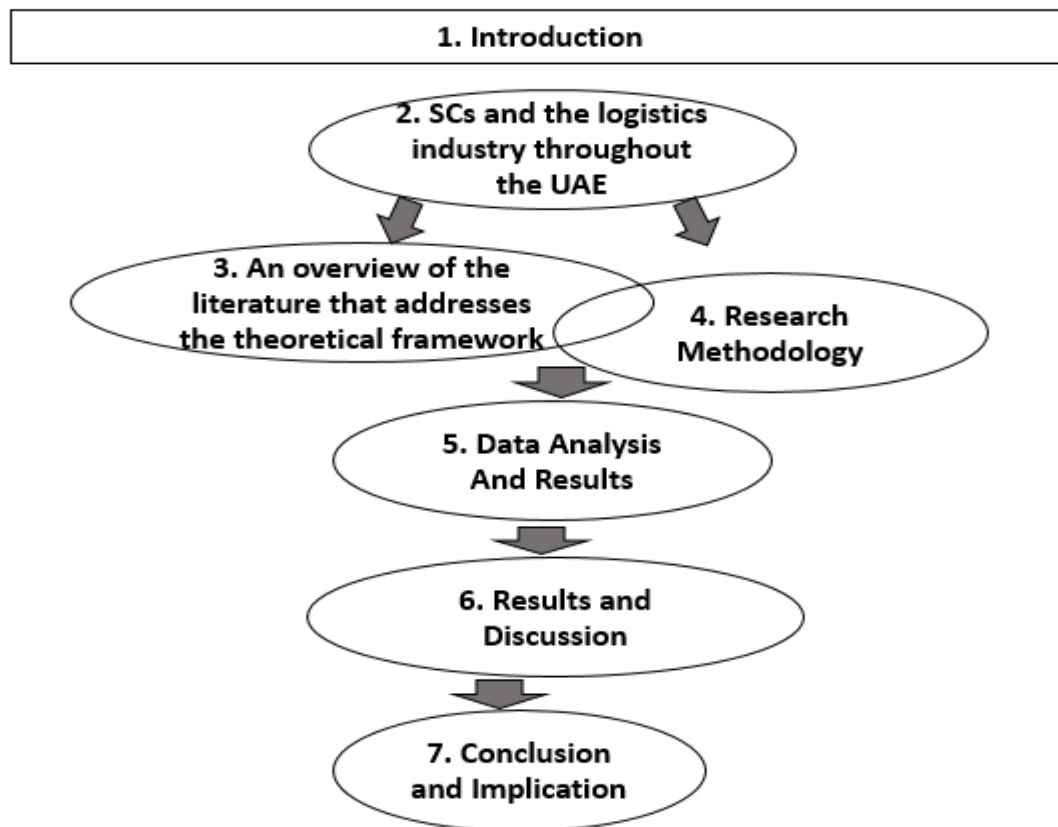 1. Introduction
2. SCs and the logistics
industry throughout
the UAE
3. An overview of the
literature that addresses
the theoretical framework
4. Research
Methodology
5. Data Analysis
And Results
6. Results and
Discussion
7. Conclusion
and Implication